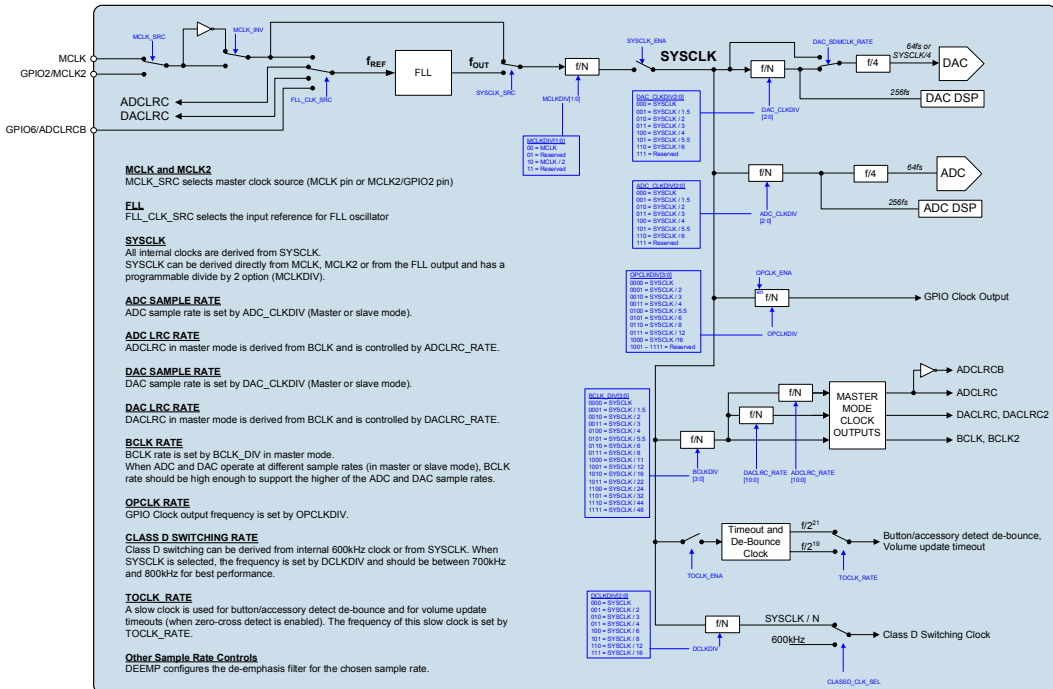 MCLK
GPIO2/MCLK2
MCLK_SRC
MCLK_INV
ADCLRC
DACLRC
GPIO6/ADCLRCB
FLL_CLK_SRC
fREF
FLL
fOUT
SYSCLK_SRC
f/N
MCLKDIV[1:0]
MCLKDIV[1:0]
00 = MCLK
01 = Reserved
10 = MCLK / 2
11 = Reserved
SYSCLK_ENA
SYSCLK
DAC_CLKDIV[2:0]
000 = SYSCLK
001 = SYSCLK / 1.5
010 = SYSCLK / 2
011 = SYSCLK / 3
100 = SYSCLK / 4
101 = SYSCLK / 5.5
110 = SYSCLK / 6
111 = Reserved
f/N
DAC_CLKDIV
[2:0]
DAC_SDMCLK_RATE
f/4
64fs or
SYSCLK/4
DAC
256fs
DAC DSP
ADC_CLKDIV[2:0]
000 = SYSCLK
001 = SYSCLK / 1.5
010 = SYSCLK / 2
011 = SYSCLK / 3
100 = SYSCLK / 4
101 = SYSCLK / 5.5
110 = SYSCLK / 6
111 = Reserved
f/N
ADC_CLKDIV
[2:0]
f/4
64fs
ADC
256fs
ADC DSP
OPCLKDIV[3:0]
0000 = SYSCLK
0001 = SYSCLK / 2
0010 = SYSCLK / 3
0011 = SYSCLK / 4
0100 = SYSCLK / 5.5
0101 = SYSCLK / 6
0110 = SYSCLK / 8
0111 = SYSCLK / 12
1000 = SYSCLK /16
1001 – 1111 = Reserved
OPCLK_ENA
en
f/N
OPCLKDIV
GPIO Clock Output
BCLK_DIV[3:0]
0000 = SYSCLK
0001 = SYSCLK / 1.5
0010 = SYSCLK / 2
0011 = SYSCLK / 3
0100 = SYSCLK / 4
0101 = SYSCLK / 5.5
0110 = SYSCLK / 6
0111 = SYSCLK / 8
1000 = SYSCLK / 11
1001 = SYSCLK / 12
1010 = SYSCLK / 16
1011 = SYSCLK / 22
1100 = SYSCLK / 24
1101 = SYSCLK / 32
1110 = SYSCLK / 44
1111 = SYSCLK / 48
f/N
BCLKDIV
[3:0]
f/N
DACLRC_RATE
[10:0]
f/N
ADCLRC_RATE
[10:0]
MASTER
MODE
CLOCK
OUTPUTS
ADCLRCB
ADCLRC
DACLRC, DACLRC2
BCLK, BCLK2
TOCLK_ENA
Timeout and
De-Bounce
Clock
f/2^21
f/2^19
TOCLK_RATE
Button/accessory detect de-bounce,
Volume update timeout
DCLKDIV[2:0]
000 = SYSCLK
001 = SYSCLK / 2
010 = SYSCLK / 3
011 = SYSCLK / 4
100 = SYSCLK / 6
101 = SYSCLK / 8
110 = SYSCLK / 12
111 = SYSCLK / 16
f/N
DCLKDIV
SYSCLK / N
600kHz
CLASSD_CLK_SEL
Class D Switching Clock
MCLK and MCLK2
MCLK_SRC selects master clock source (MCLK pin or MCLK2/GPIO2 pin)
FLL
FLL_CLK_SRC selects the input reference for FLL oscillator
SYSCLK
All internal clocks are derived from SYSCLK.
SYSCLK can be derived directly from MCLK, MCLK2 or from the FLL output and has a
programmable divide by 2 option (MCLKDIV).
ADC SAMPLE RATE
ADC sample rate is set by ADC_CLKDIV (Master or slave mode).
ADC LRC RATE
ADCLRC in master mode is derived from BCLK and is controlled by ADCLRC_RATE.
DAC SAMPLE RATE
DAC sample rate is set by DAC_CLKDIV (Master or slave mode).
DAC LRC RATE
DACLRC in master mode is derived from BCLK and is controlled by DACLRC_RATE.
BCLK RATE
BCLK rate is set by BCLK_DIV in master mode.
When ADC and DAC operate at different sample rates (in master or slave mode), BCLK
rate should be high enough to support the higher of the ADC and DAC sample rates.
OPCLK RATE
GPIO Clock output frequency is set by OPCLKDIV.
CLASS D SWITCHING RATE
Class D switching can be derived from internal 600kHz clock or from SYSCLK. When
SYSCLK is selected, the frequency is set by DCLKDIV and should be between 700kHz
and 800kHz for best performance.
TOCLK_RATE
A slow clock is used for button/accessory detect de-bounce and for volume update
timeouts (when zero-cross detect is enabled). The frequency of this slow clock is set by
TOCLK_RATE.
Other Sample Rate Controls
DEEMP configures the de-emphasis filter for the chosen sample rate.